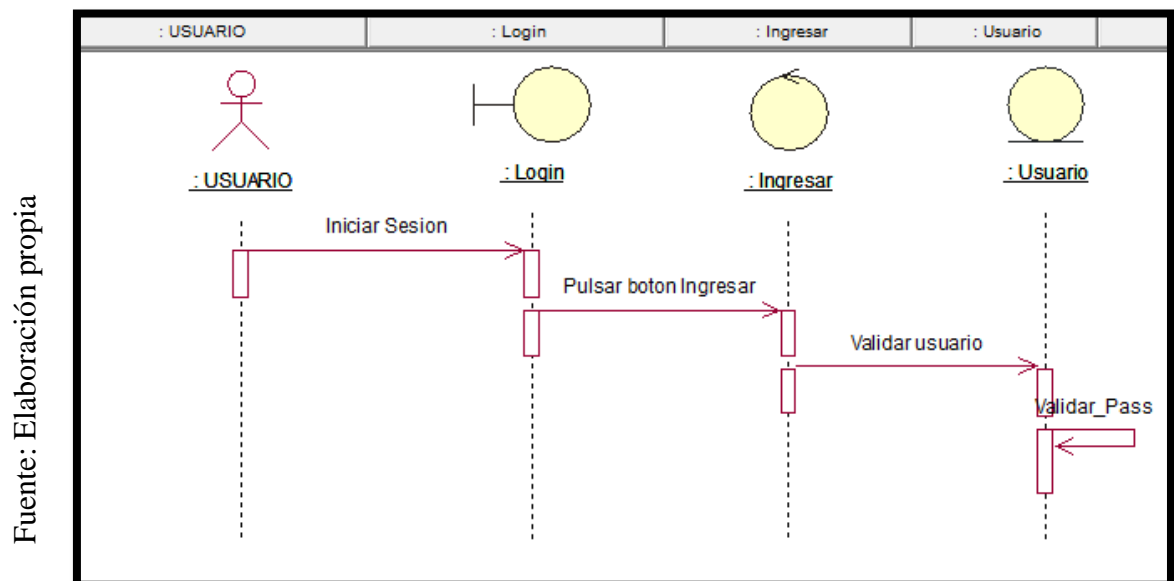 : USUARIO
: Login
: Ingresar
: Usuario
: USUARIO
: Login
: Ingresar
: Usuario
Iniciar Sesion
Pulsar boton Ingresar
Validar usuario
Validar_Pass
Fuente: Elaboración propia